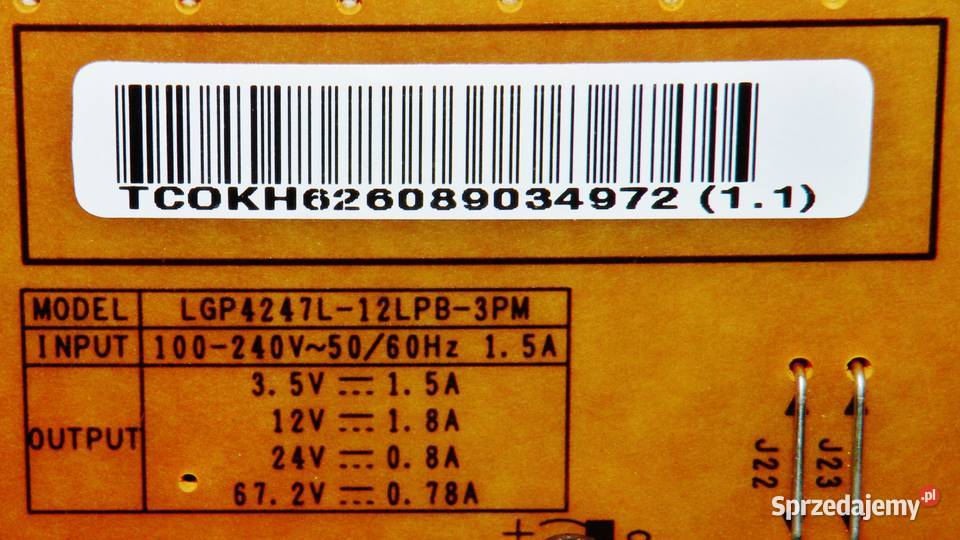 TCOKH626089034972 (1.1)
MODEL LGP4247L-12LPB-3PM
INPUT 100-240V~50/60Hz 1.5A
OUTPUT
3.5V ⎓ 1.5A
12V ⎓ 1.8A
24V ⎓ 0.8A
67.2V ⎓ 0.78A
J22
J23
+
Sprzedajemy.pl